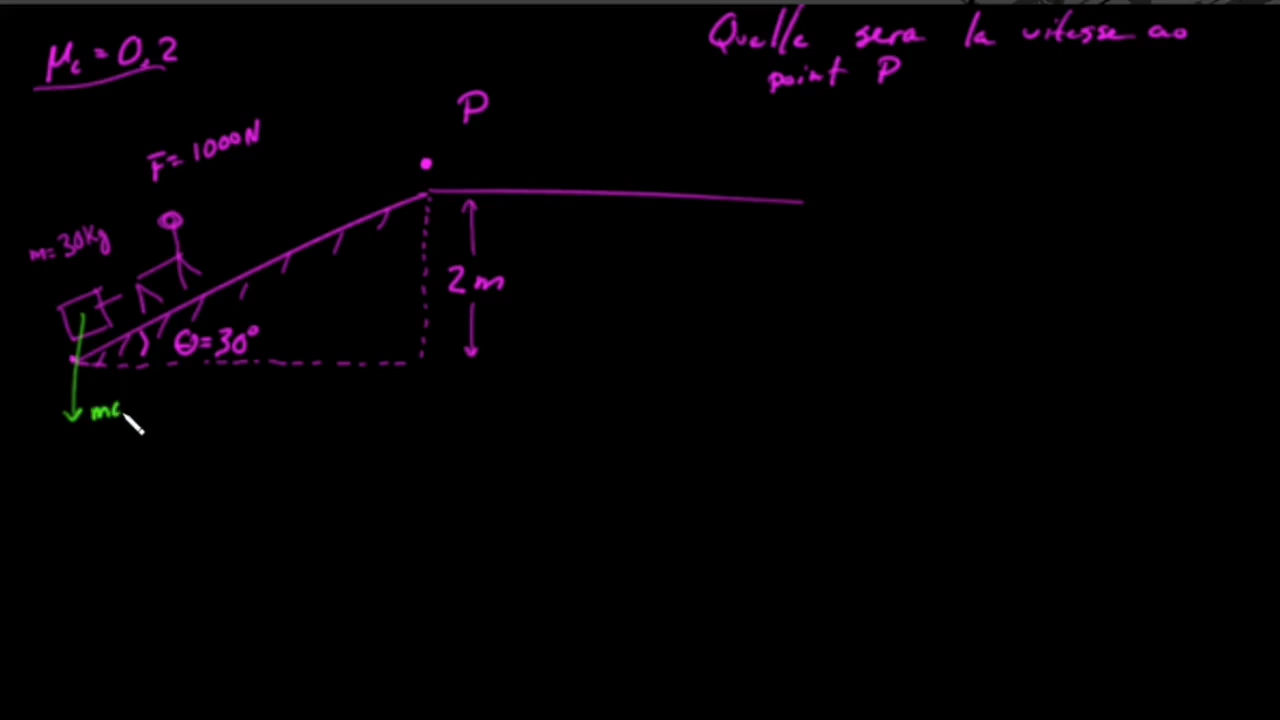 μc = 0,2
Quelle sera la vitesse au
point P
P
F = 1000N
m = 30Kg
2 m
θ = 30°
mG